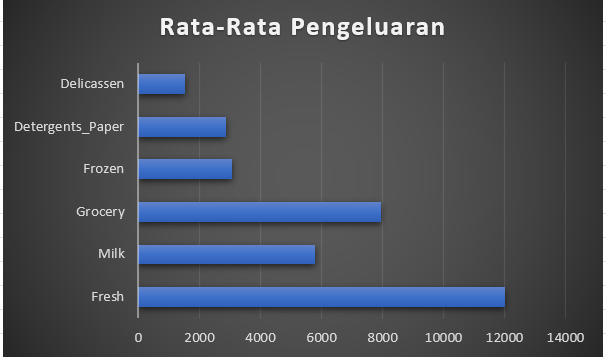 Rata-Rata Pengeluaran
Delicassen
Detergents_Paper
Frozen
Grocery
Milk
Fresh
0 2000 4000 6000 8000 10000 12000 14000